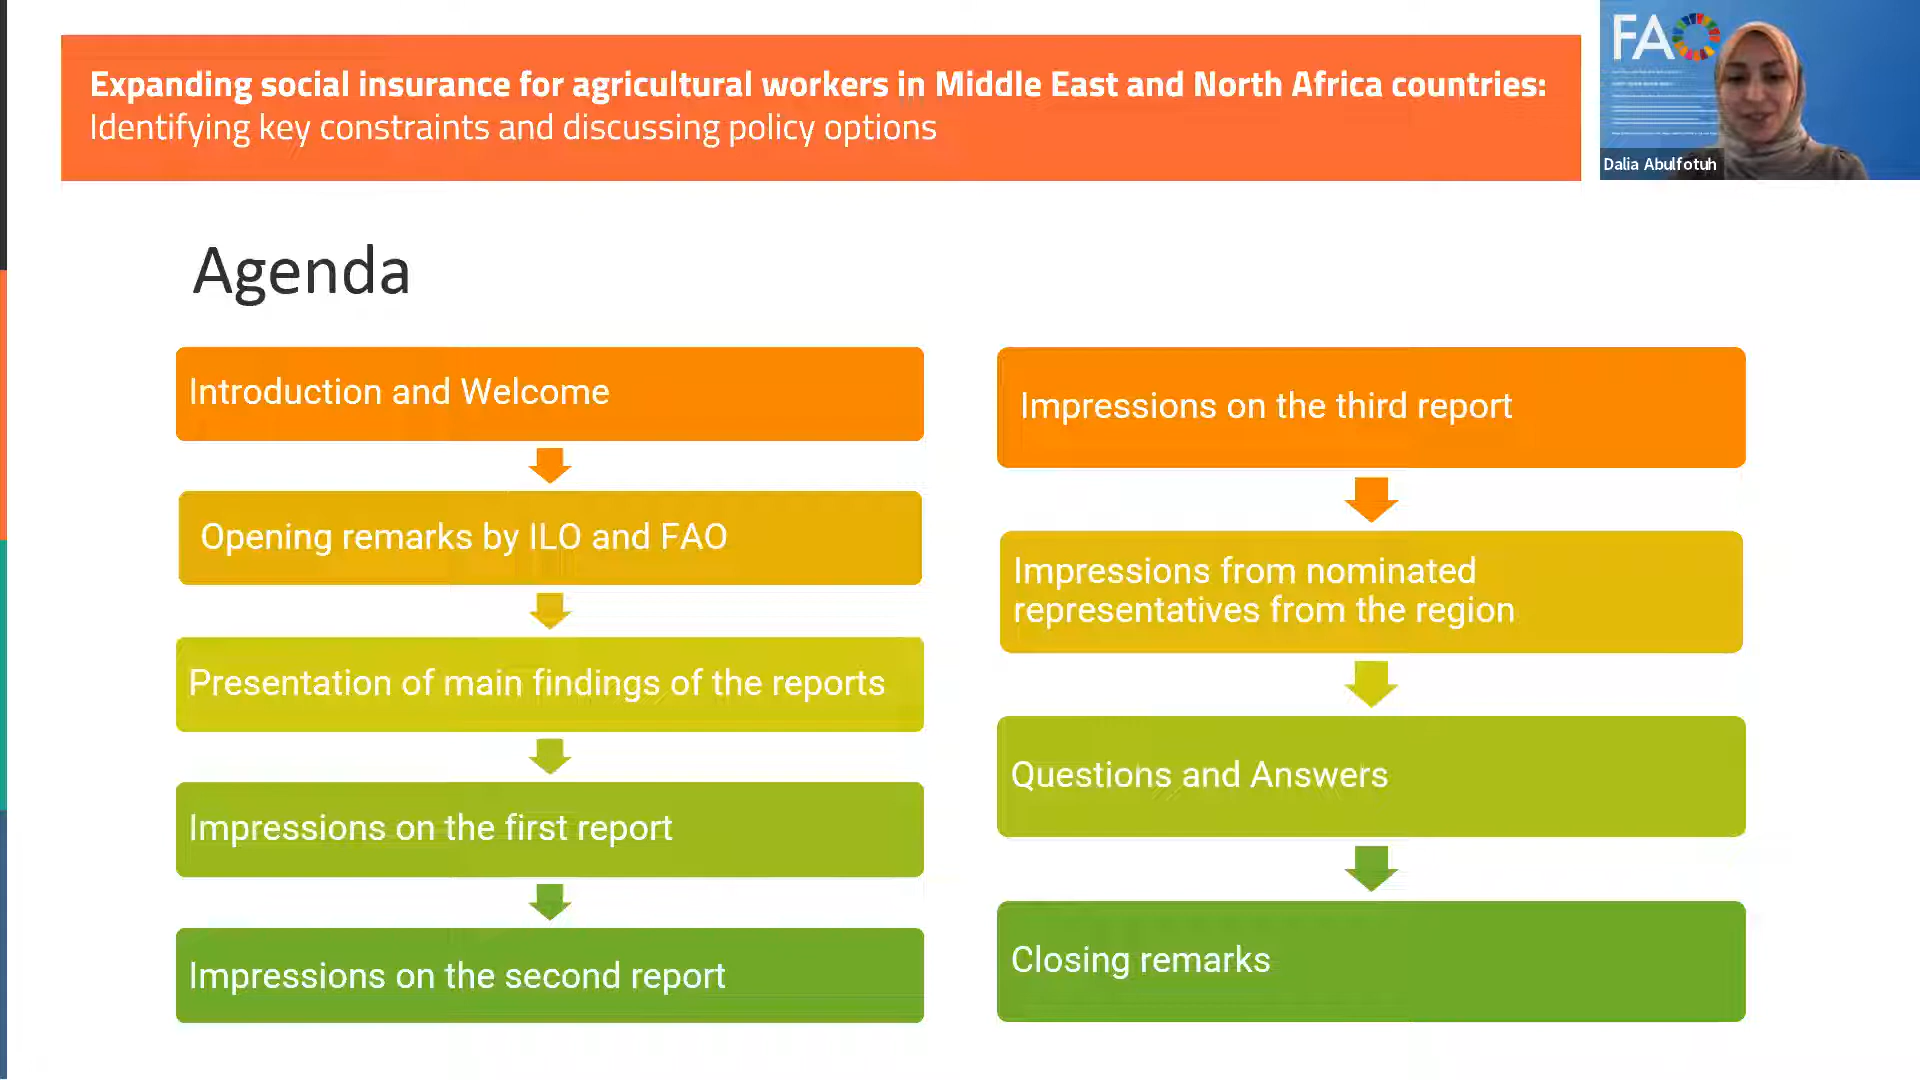 Expanding social insurance for agricultural workers in Middle East and North Africa countries:
Identifying key constraints and discussing policy options
FAO
Dalia Abulfotuh
Agenda
Introduction and Welcome
Opening remarks by ILO and FAO
Presentation of main findings of the reports
Impressions on the first report
Impressions on the second report
Impressions on the third report
Impressions from nominated
representatives from the region
Questions and Answers
Closing remarks